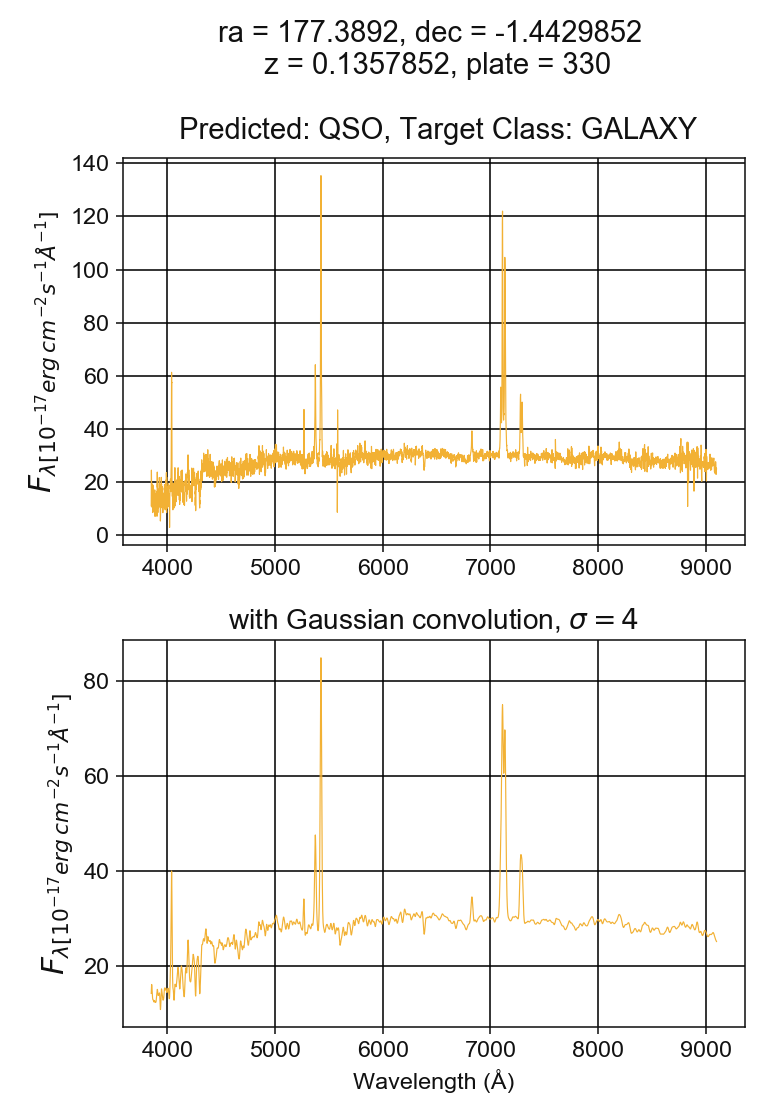 ra = 177.3892, dec = -1.4429852
z = 0.1357852, plate = 330
Predicted: QSO, Target Class: GALAXY
F_λ[10^−17 erg cm^−2 s^−1 Å^−1]
140
120
100
80
60
40
20
0
4000 5000 6000 7000 8000 9000
with Gaussian convolution, σ = 4
F_λ[10^−17 erg cm^−2 s^−1 Å^−1]
80
60
40
20
4000 5000 6000 7000 8000 9000
Wavelength (Å)